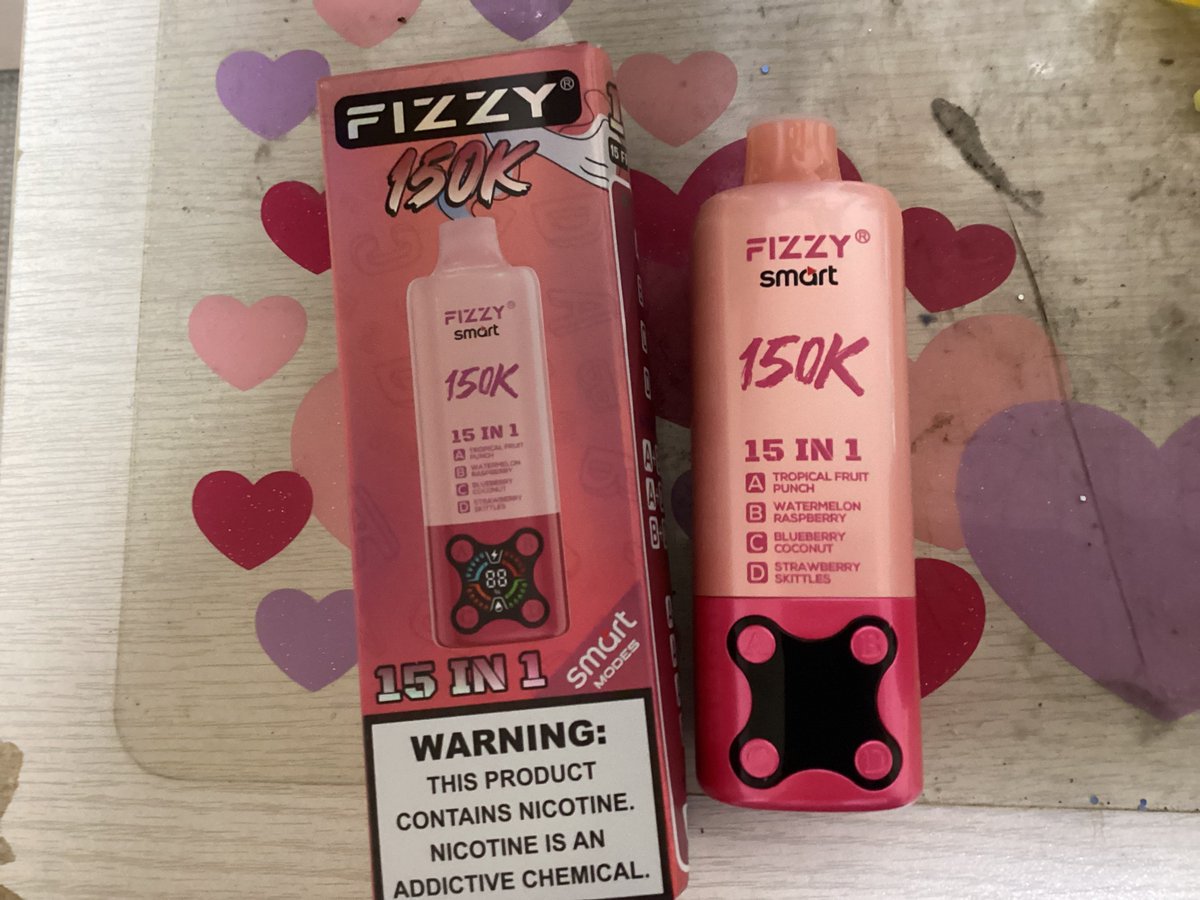 FIZZY®
150K
FIZZY®
smart
150K
15 IN 1
A TROPICAL FRUIT
PUNCH
B WATERMELON
RASPBERRY
C BLUEBERRY
COCONUT
D STRAWBERRY
SKITTLES
88
15 IN 1
smart
MODES
WARNING:
THIS PRODUCT
CONTAINS NICOTINE.
NICOTINE IS AN
ADDICTIVE CHEMICAL.
FIZZY®
smart
150K
15 IN 1
A TROPICAL FRUIT
PUNCH
B WATERMELON
RASPBERRY
C BLUEBERRY
COCONUT
D STRAWBERRY
SKITTLES
A B
C D